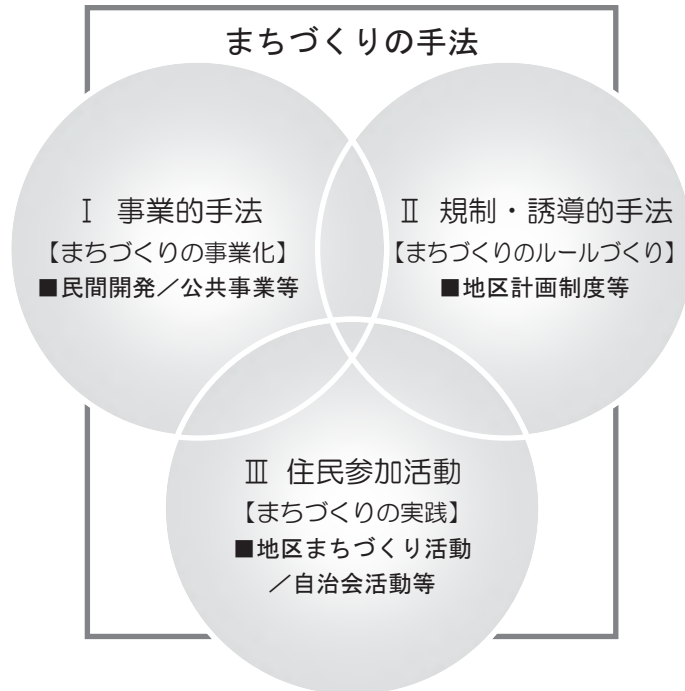 まちづくりの手法
Ⅰ 事業的手法
【まちづくりの事業化】
■民間開発／公共事業等
Ⅱ 規制・誘導的手法
【まちづくりのルールづくり】
■地区計画制度等
Ⅲ 住民参加活動
【まちづくりの実践】
■地区まちづくり活動
／自治会活動等